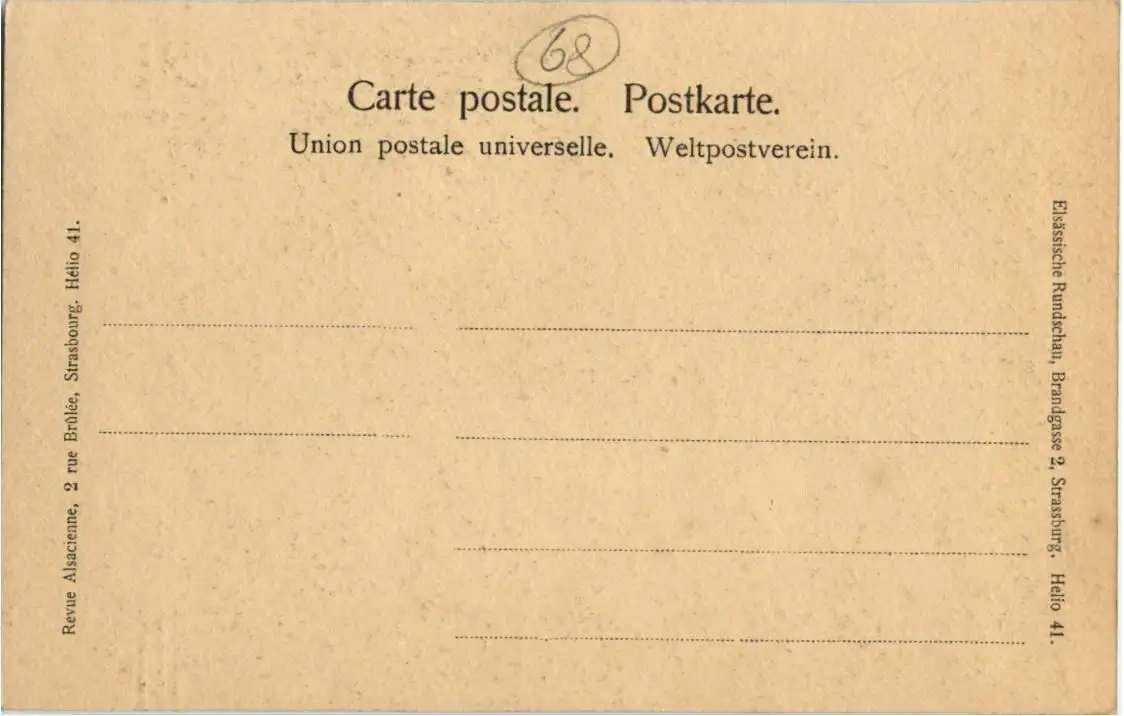 68
Carte postale. Postkarte.
Union postale universelle. Weltpostverein.
Revue Alsacienne, 2 rue Brûlée, Strasbourg. Hélio 41.
Elsässische Rundschau, Brandgasse 2, Strassburg. Helio 41.